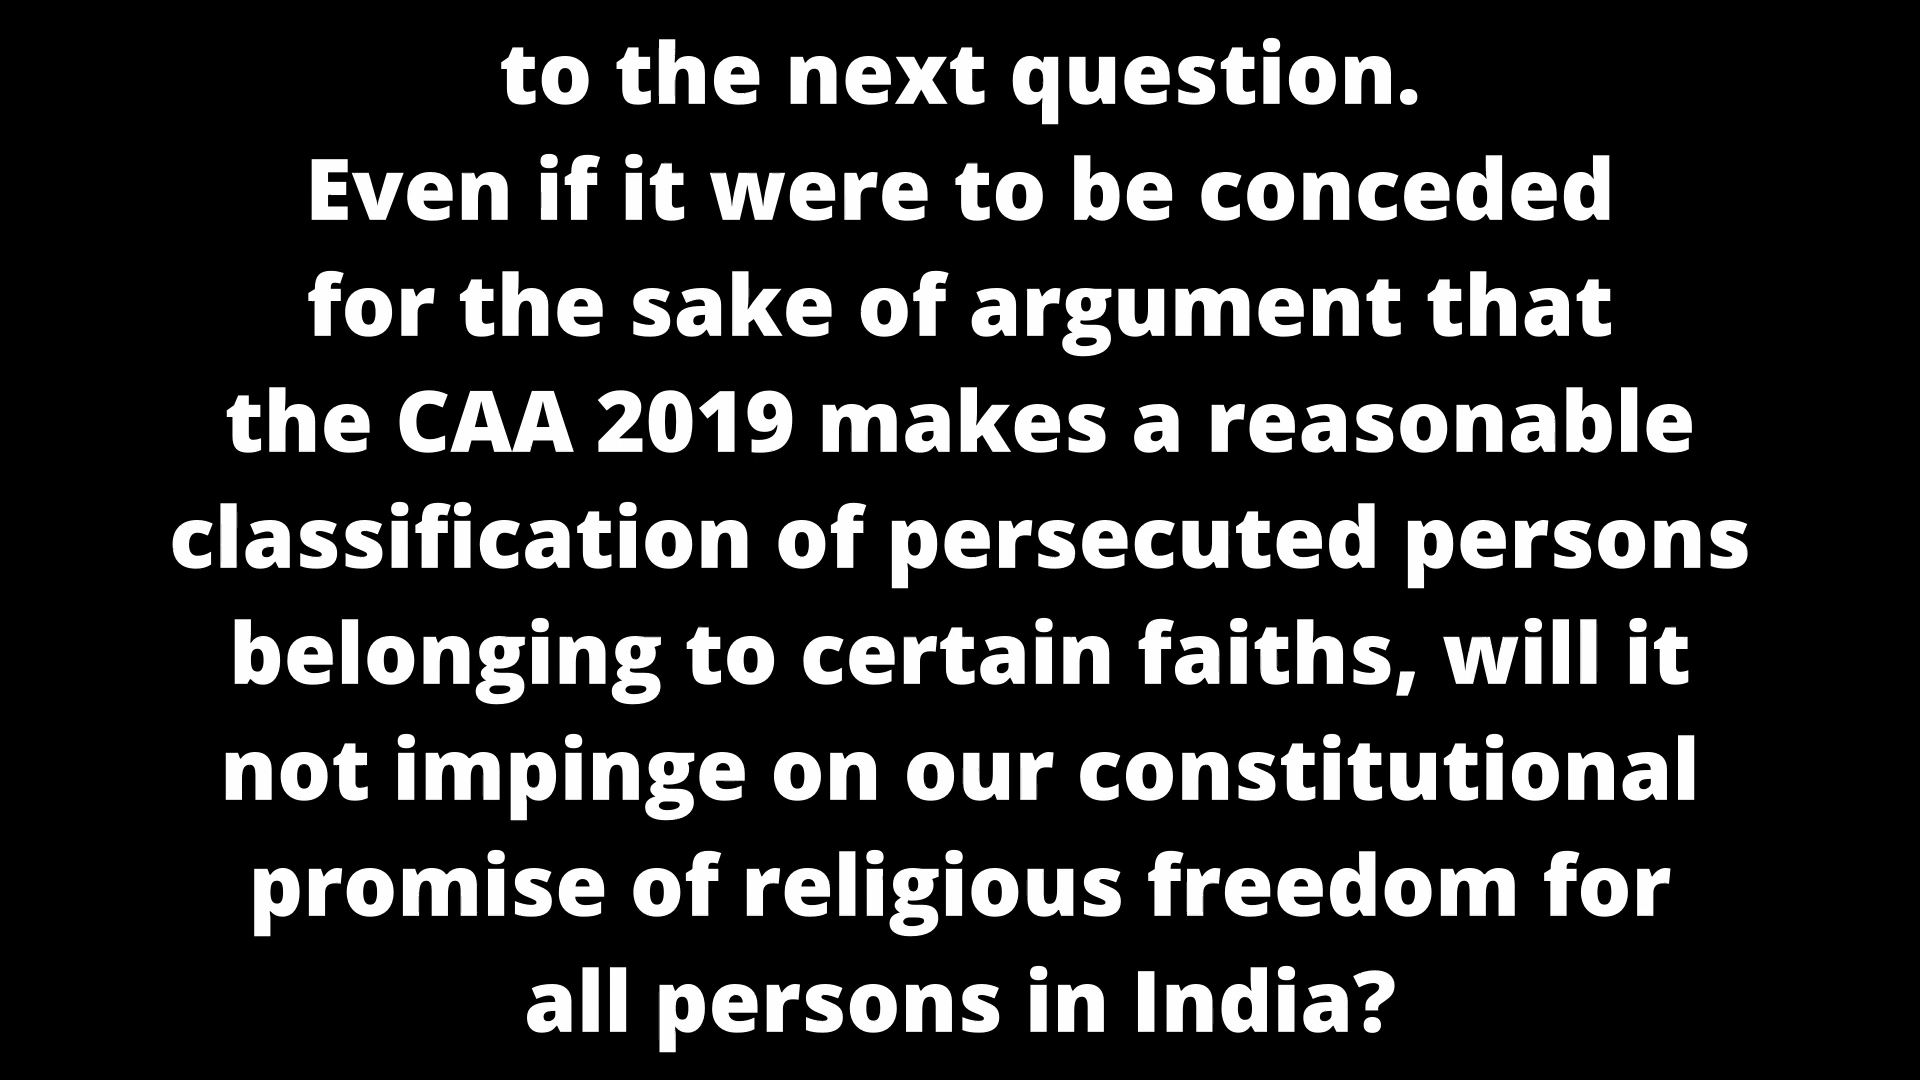 to the next question.
Even if it were to be conceded
for the sake of argument that
the CAA 2019 makes a reasonable
classification of persecuted persons
belonging to certain faiths, will it
not impinge on our constitutional
promise of religious freedom for
all persons in India?